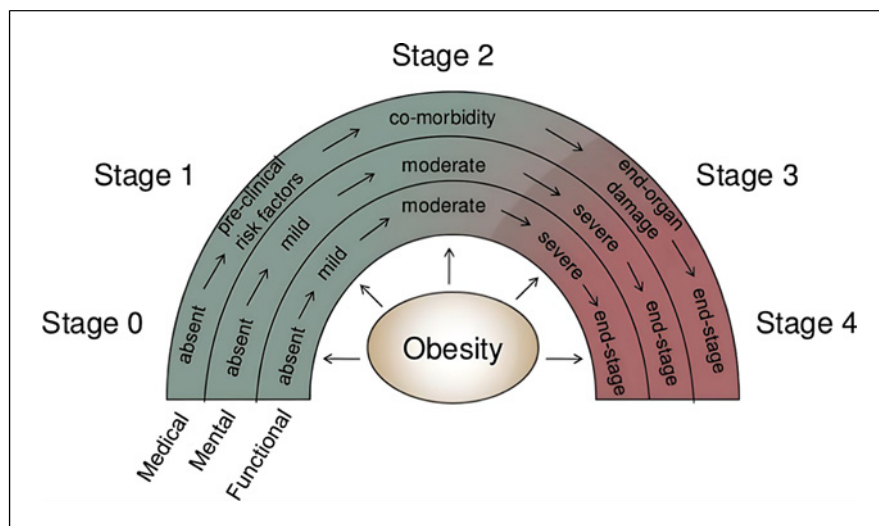 Stage 0
Stage 1
Stage 2
Stage 3
Stage 4
absent
pre-clinical
risk factors
co-morbidity
end-organ
damage
end-stage
absent
mild
moderate
severe
end-stage
absent
mild
moderate
severe
end-stage
Medical
Mental
Functional
Obesity